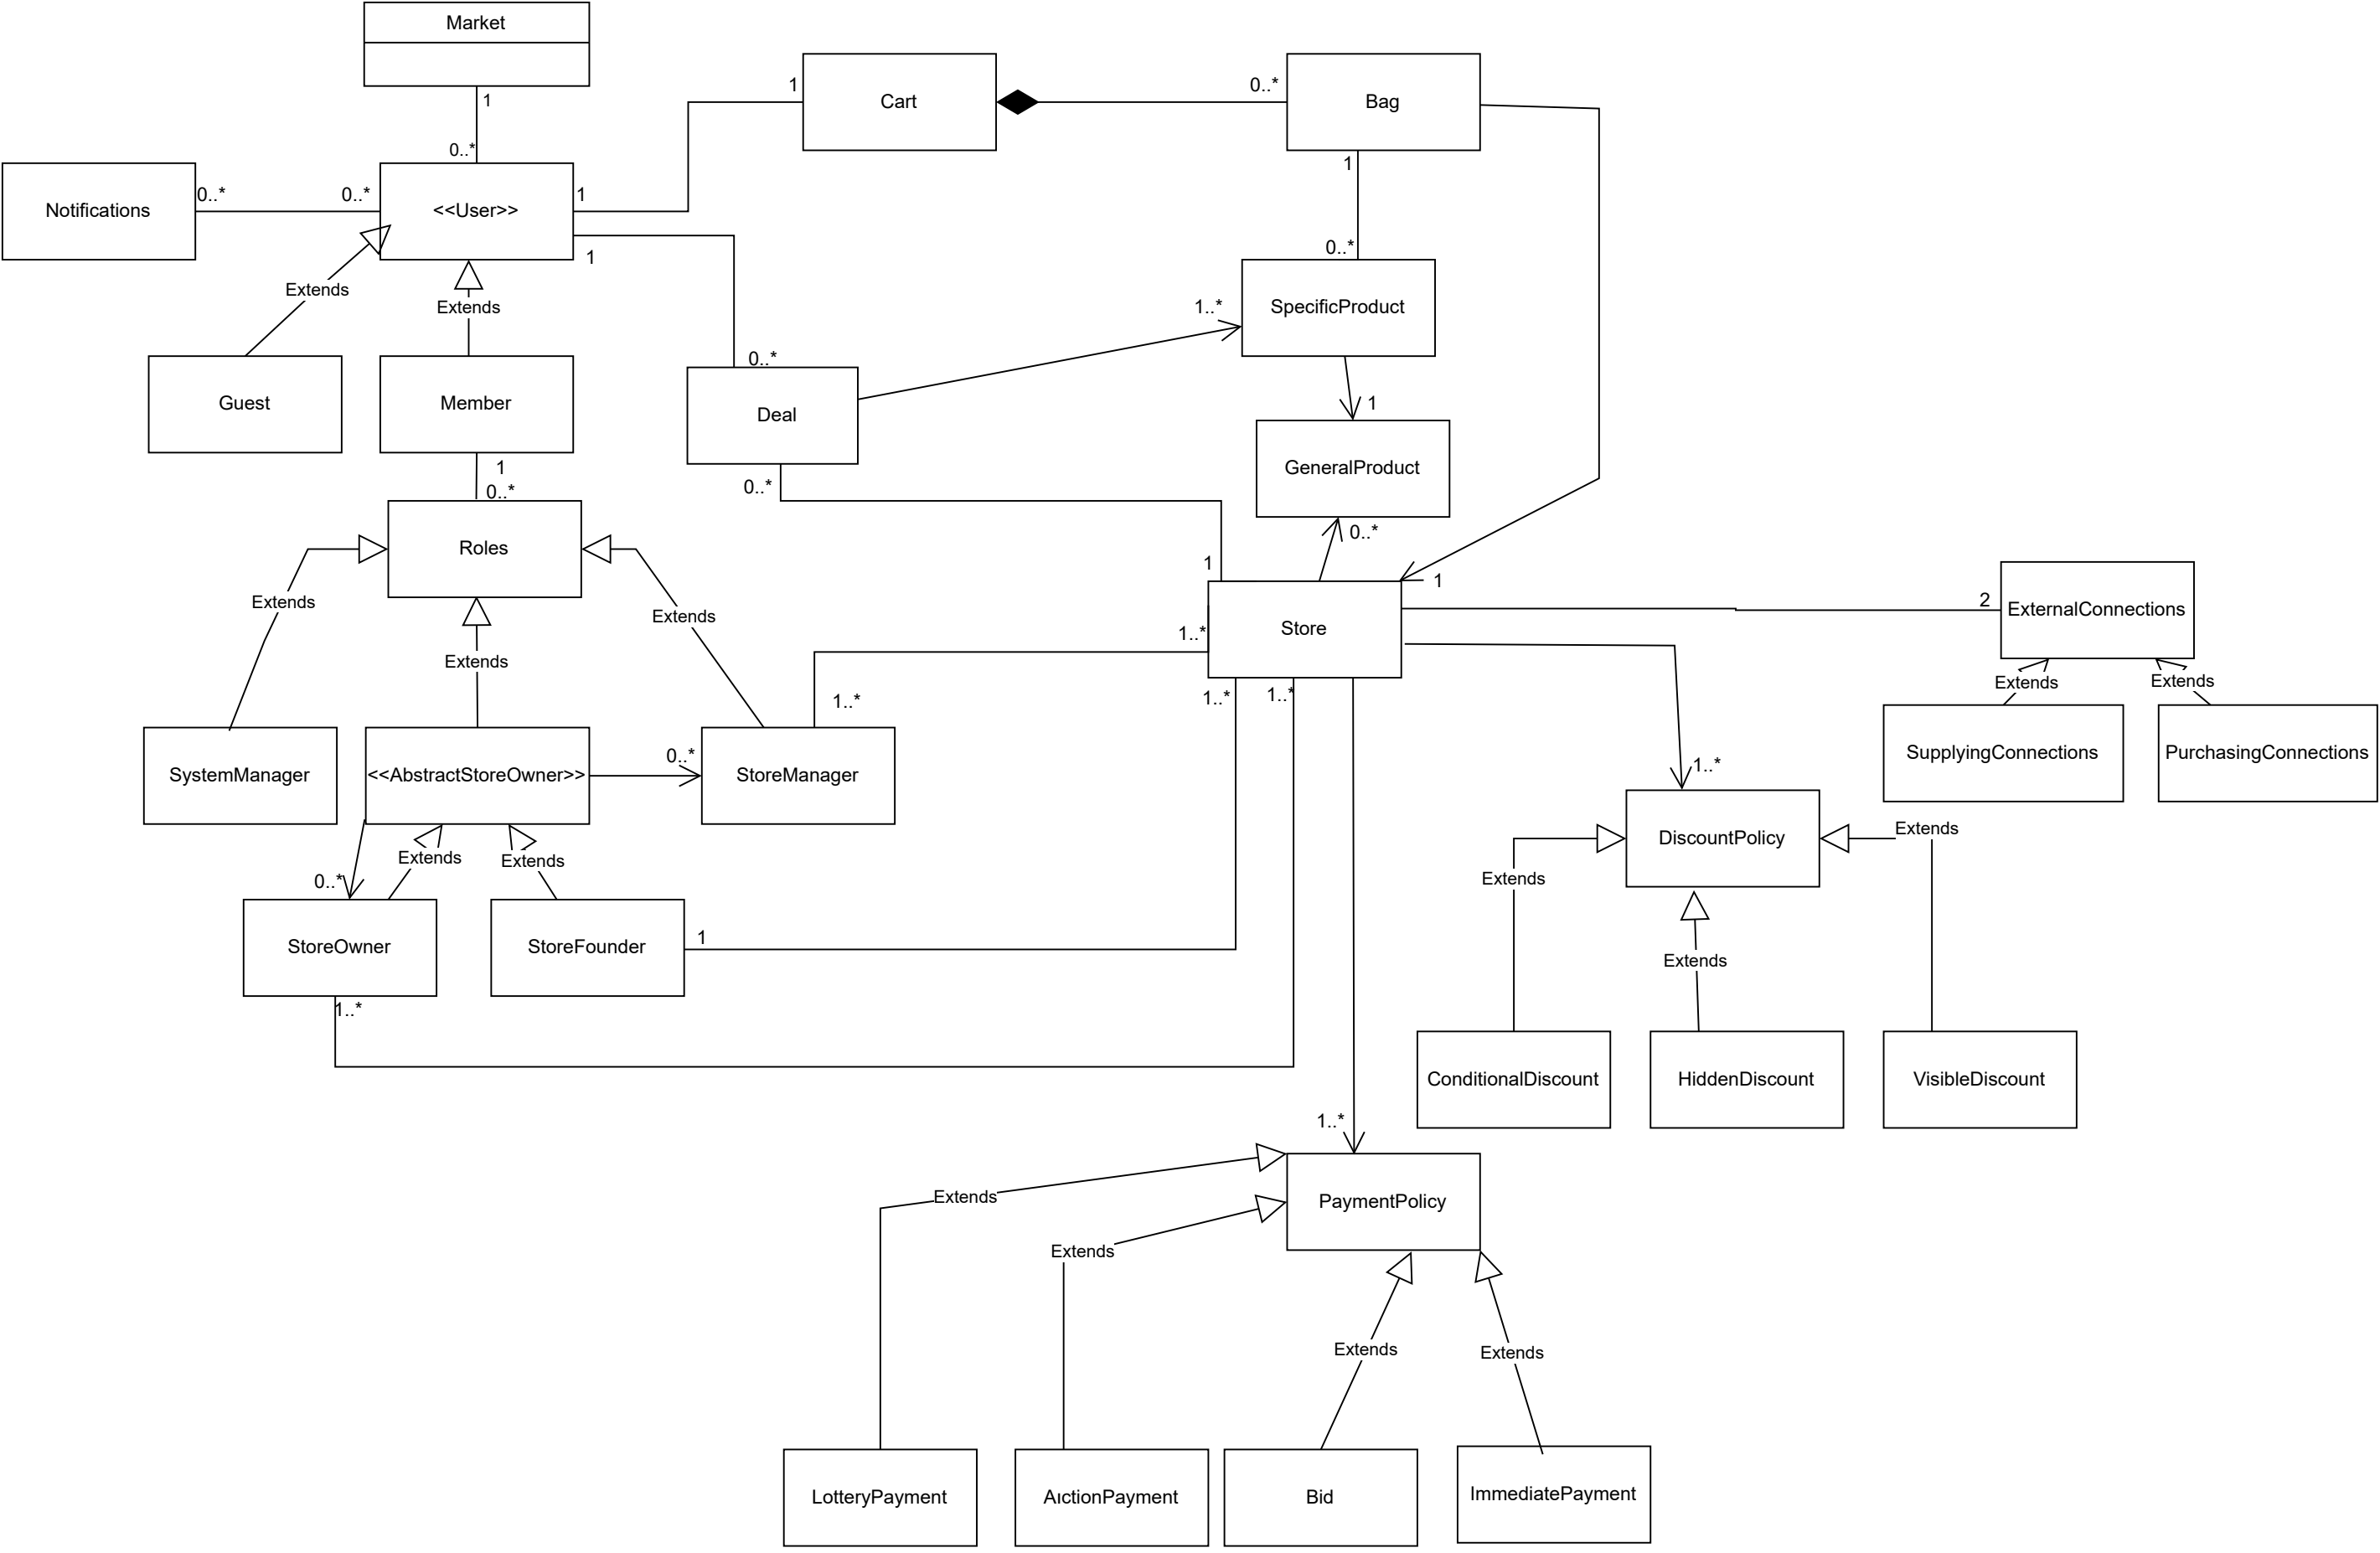 Market
1
0..*
Notifications
0..*
0..*
<<User>>
1
1
1
Cart
0..*
Bag
1
0..*
SpecificProduct
1..*
1
GeneralProduct
0..*
Extends
Extends
Guest
Member
1
0..*
0..*
Deal
0..*
1
1
Roles
Extends
Extends
Extends
1..*
Store
2
ExternalConnections
Extends
Extends
SupplyingConnections
PurchasingConnections
1..*
1..*
1..*
SystemManager
<<AbstractStoreOwner>>
0..*
StoreManager
1..*
DiscountPolicy
Extends
Extends
Extends
0..*
Extends
Extends
StoreOwner
StoreFounder
1
1..*
ConditionalDiscount
HiddenDiscount
VisibleDiscount
1..*
PaymentPolicy
Extends
Extends
Extends
Extends
LotteryPayment
AuctionPayment
Bid
ImmediatePayment